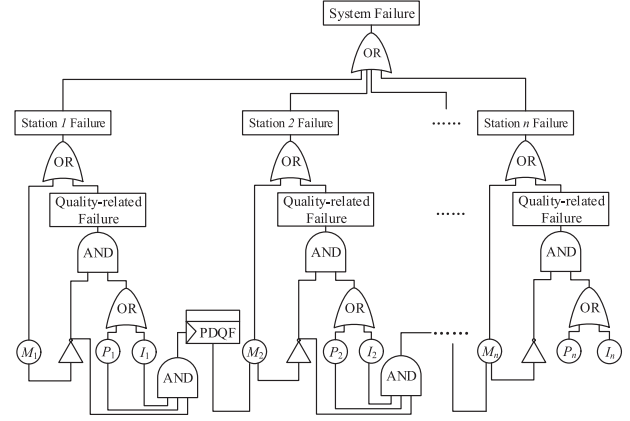 System Failure
OR
Station 1 Failure
Station 2 Failure
......
Station n Failure
OR
OR
OR
Quality-related
Failure
Quality-related
Failure
......
Quality-related
Failure
AND
AND
AND
OR
OR
OR
PDQF
......
M1
P1
I1
M2
P2
I2
Mn
Pn
In
AND
AND